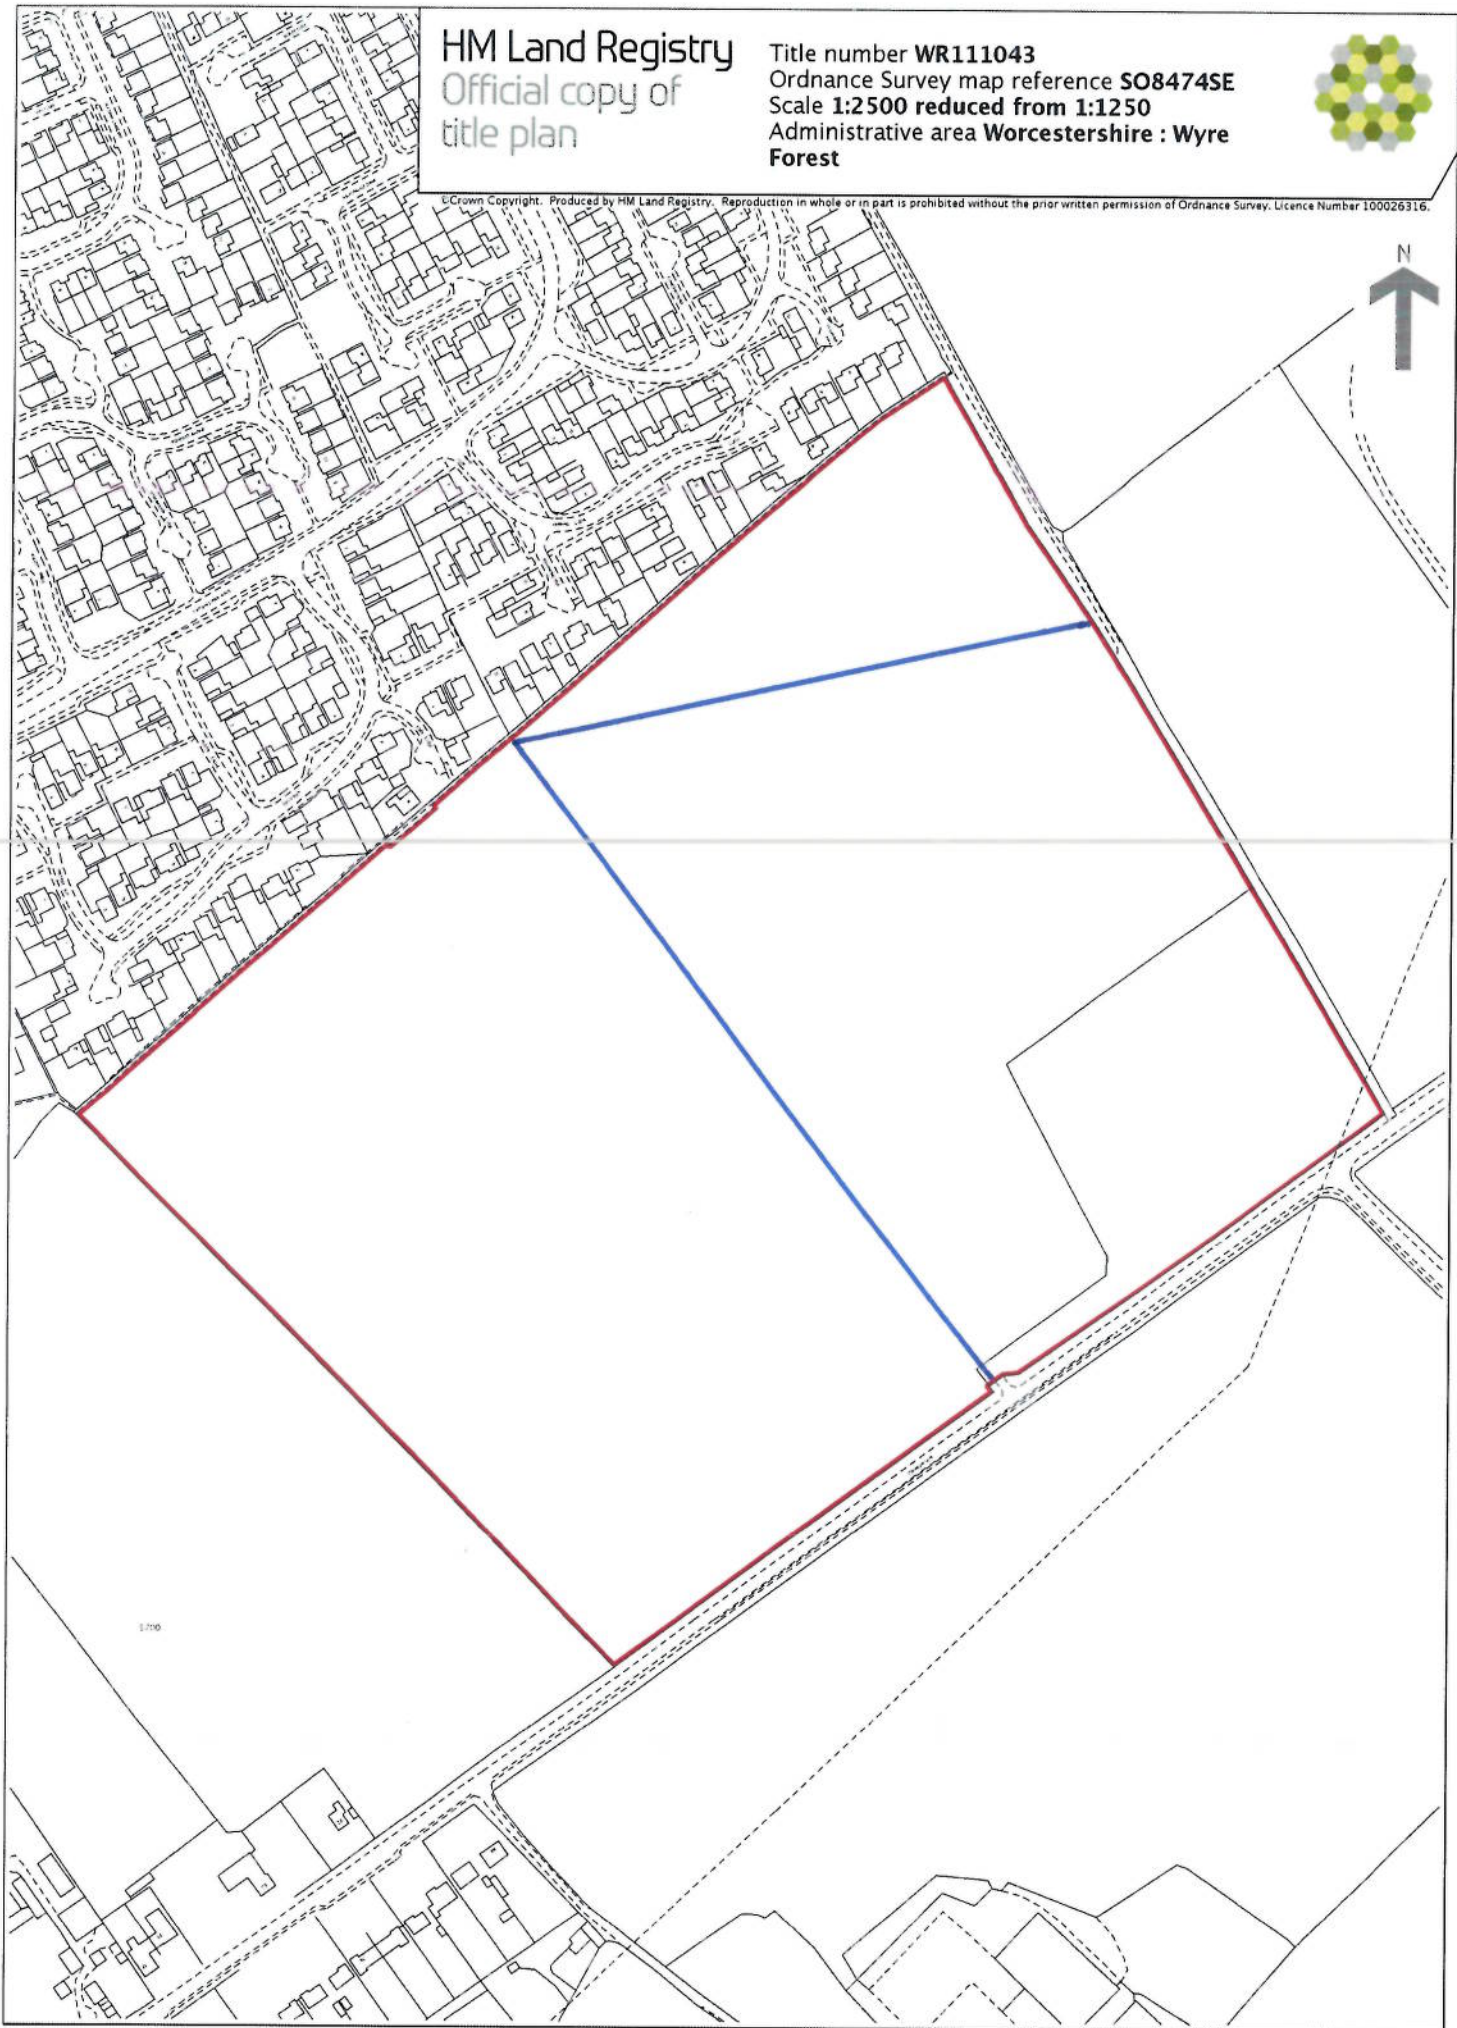 HM Land Registry
Official copy of
title plan
Title number WR111043
Ordnance Survey map reference SO8474SE
Scale 1:2500 reduced from 1:1250
Administrative area Worcestershire : Wyre
Forest
©Crown Copyright. Produced by HM Land Registry. Reproduction in whole or in part is prohibited without the prior written permission of Ordnance Survey. Licence Number 100026316.
N